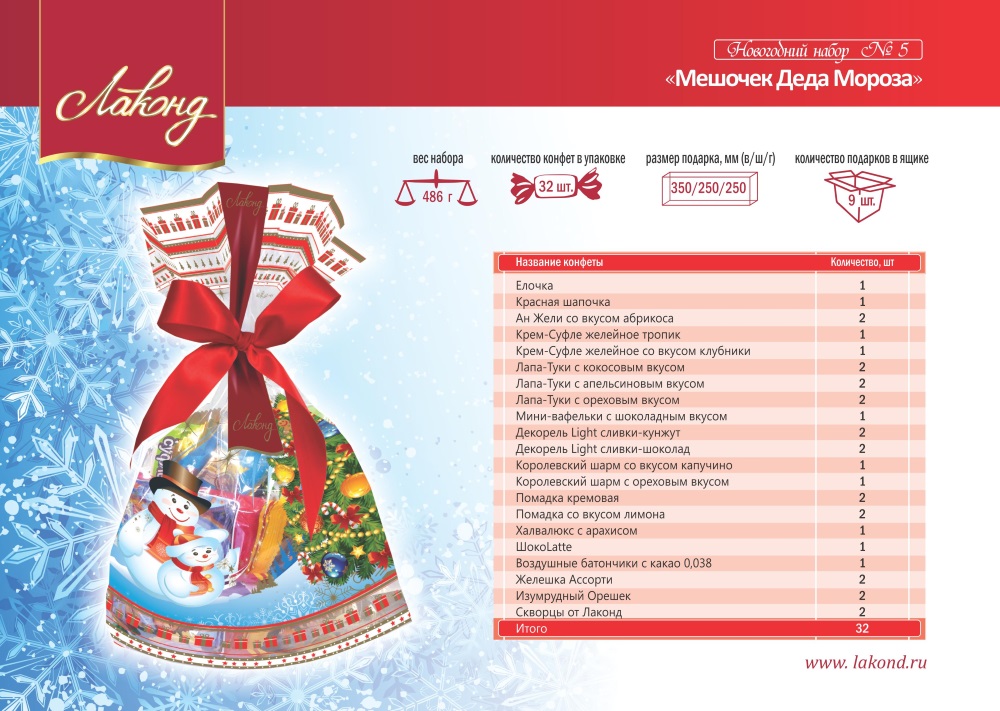 Лаконд
Новогодний набор № 5
«Мешочек Деда Мороза»
вес набора
486 г
количество конфет в упаковке
32 шт.
размер подарка, мм (в/ш/г)
350/250/250
количество подарков в ящике
9 шт.
Лаконд
Лаконд
Название конфеты Количество, шт
Елочка 1
Красная шапочка 1
Ан Жели со вкусом абрикоса 2
Крем-Суфле желейное тропик 1
Крем-Суфле желейное со вкусом клубники 1
Лапа-Туки с кокосовым вкусом 2
Лапа-Туки с апельсиновым вкусом 2
Лапа-Туки с ореховым вкусом 2
Мини-вафельки с шоколадным вкусом 1
Декорель Light сливки-кунжут 2
Декорель Light сливки-шоколад 2
Королевский шарм со вкусом капучино 1
Королевский шарм с ореховым вкусом 1
Помадка кремовая 2
Помадка со вкусом лимона 2
Халвалюкс с арахисом 1
ШокоLatte 1
Воздушные батончики с какао 0,038 1
Желешка Ассорти 2
Изумрудный Орешек 2
Скворцы от Лаконд 2
Итого 32
www. lakond.ru